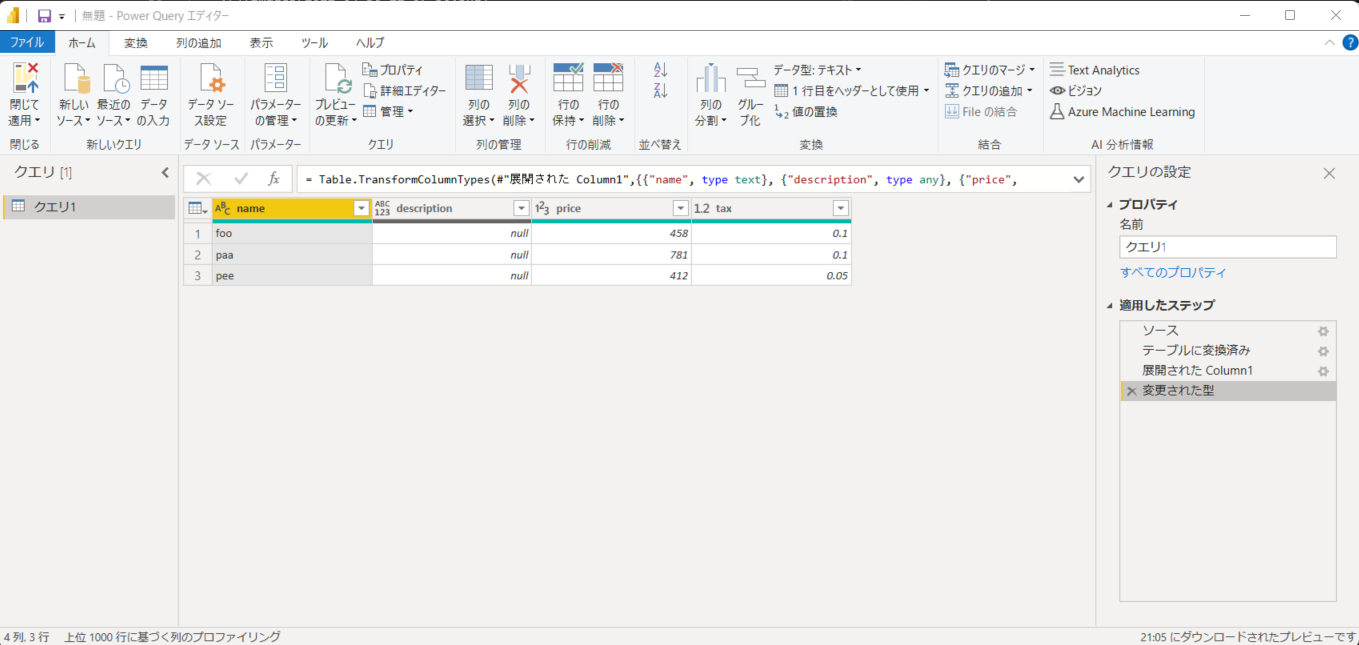 無題 - Power Query エディター
ファイル ホーム 変換 列の追加 表示 ツール ヘルプ
閉じて
適用
閉じる
新しい
ソース
最近の
ソース
データ
の入力
新しいクエリ
データ ソー
ス設定
データ ソース
パラメーター
の管理
パラメーター
プレビュー
の更新
プロパティ
詳細エディター
管理
クエリ
列の
選択
列の
削除
列の管理
行の
保持
行の
削除
行の削減
並べ替え
列の
分割
グルー
プ化
データ型: テキスト
1 行目をヘッダーとして使用
値の置換
変換
クエリのマージ
クエリの追加
File の結合
結合
Text Analytics
ビジョン
Azure Machine Learning
AI 分析情報
クエリ [1]
クエリ1
= Table.TransformColumnTypes(#"展開された Column1",{{"name", type text}, {"description", type any}, {"price",
ABC name ABC 123 description 123 price 1.2 tax
1 foo null 458 0.1
2 paa null 781 0.1
3 pee null 412 0.05
クエリの設定
プロパティ
名前
クエリ1
すべてのプロパティ
適用したステップ
ソース
テーブルに変換済み
展開された Column1
変更された型
4 列, 3 行 上位 1000 行に基づく列のプロファイリング
21:05 にダウンロードされたプレビューです